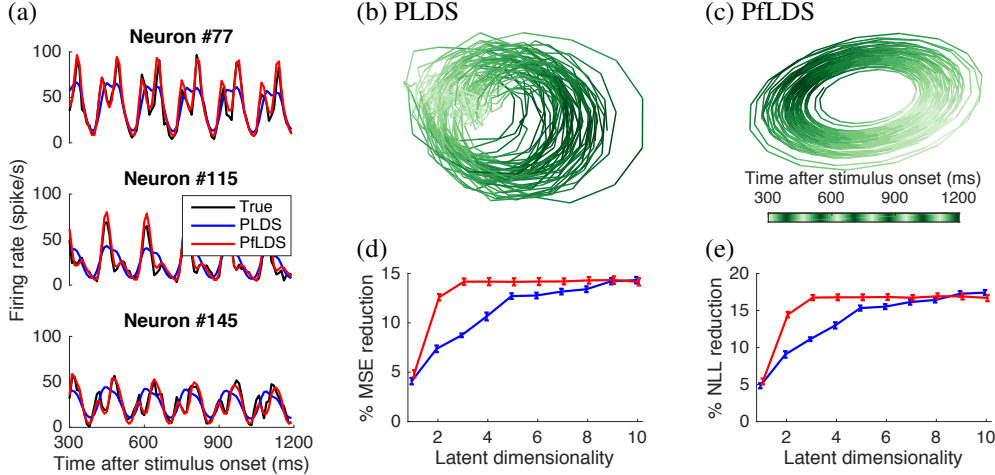 (a)
Neuron #77
100
50
0
Neuron #115
100
50
0
True
PLDS
PfLDS
Neuron #145
100
50
0
300
600
900
1199
Firing rate (spike/s)
Time after stimulus onset (ms)
(b) PLDS
(c) PfLDS
Time after stimulus onset (ms)
300 600 900 1200
(d)
15
10
5
0
2 4 6 8 10
% MSE reduction
Latent dimensionality
(e)
20
15
10
5
0
2 4 6 8 10
% NLL reduction
Latent dimensionality